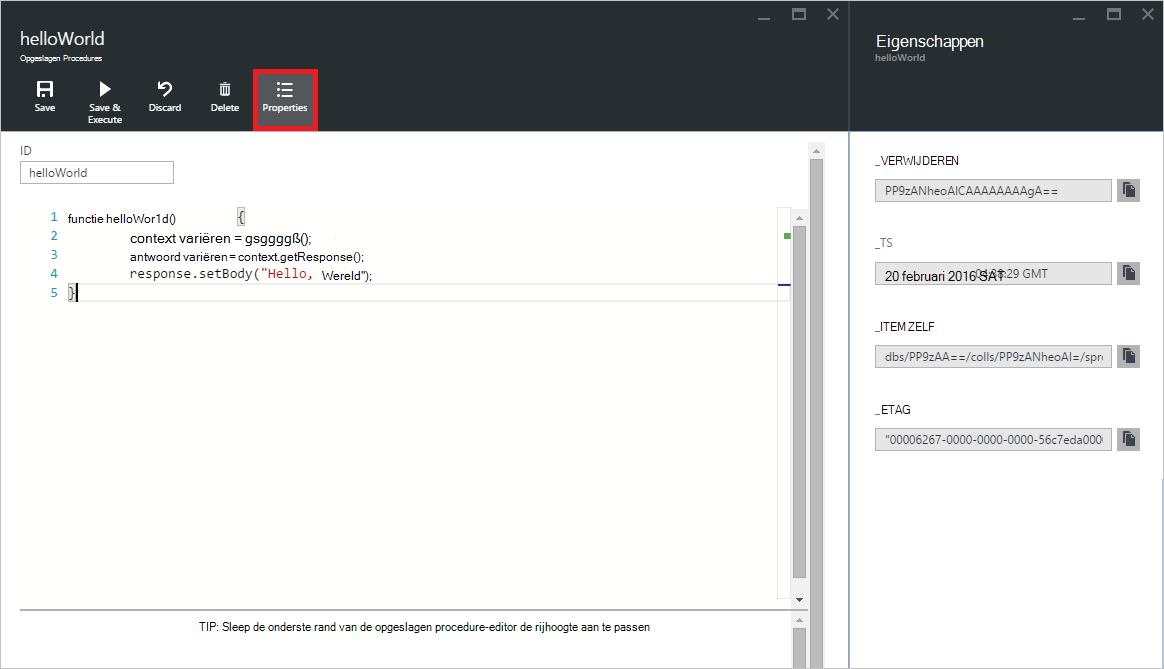 helloWorld
Opgeslagen Procedures
Save
Save &
Execute
Discard
Delete
Properties
ID
helloWorld
1 functie helloWor1d() {
2 context variëren = gsggggß();
3 antwoord variëren = context.getResponse();
4 response.setBody("Hello, Wereld");
5 }
TIP: Sleep de onderste rand van de opgeslagen procedure-editor de rijhoogte aan te passen
Eigenschappen
helloWorld
_VERWIJDEREN
PP9zANheoAICAAAAAAAAgA==
_TS
20 februari 2016 SAT :29 GMT
_ITEM ZELF
dbs/PP9zAA==/colls/PP9zANheoAI=/spr
_ETAG
"00006267-0000-0000-0000-56c7eda000